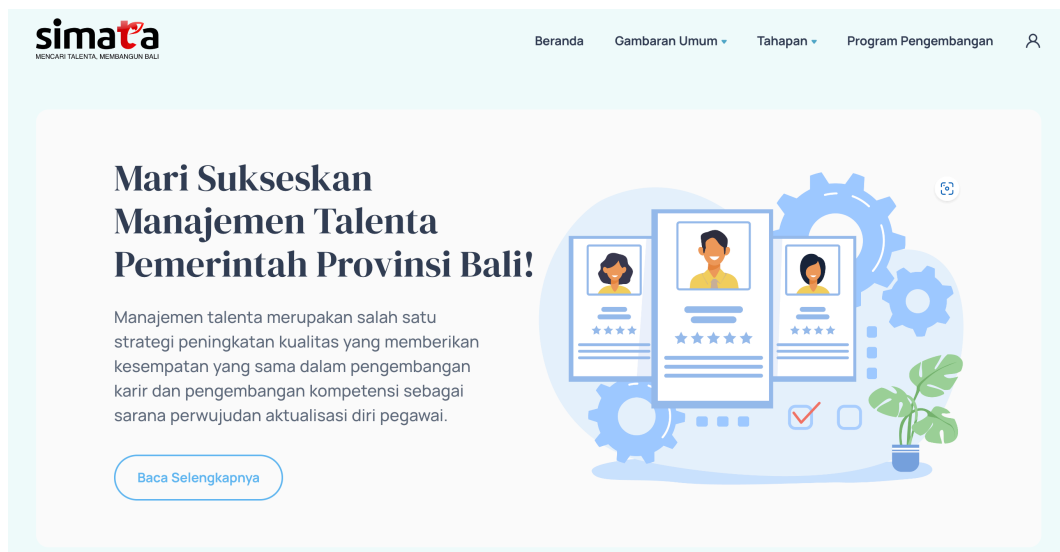 simata
MENCARI TALENTA, MEMBANGUN BALI
Beranda
Gambaran Umum
Tahapan
Program Pengembangan
Mari Sukseskan
Manajemen Talenta
Pemerintah Provinsi Bali!
Manajemen talenta merupakan salah satu
strategi peningkatan kualitas yang memberikan
kesempatan yang sama dalam pengembangan
karir dan pengembangan kompetensi sebagai
sarana perwujudan aktualisasi diri pegawai.
Baca Selengkapnya